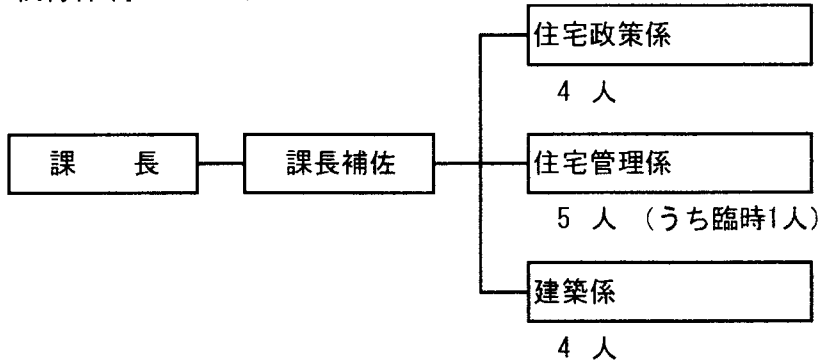 住宅政策係
4 人
課 長
課長補佐
住宅管理係
5 人 (うち臨時1人)
建築係
4 人